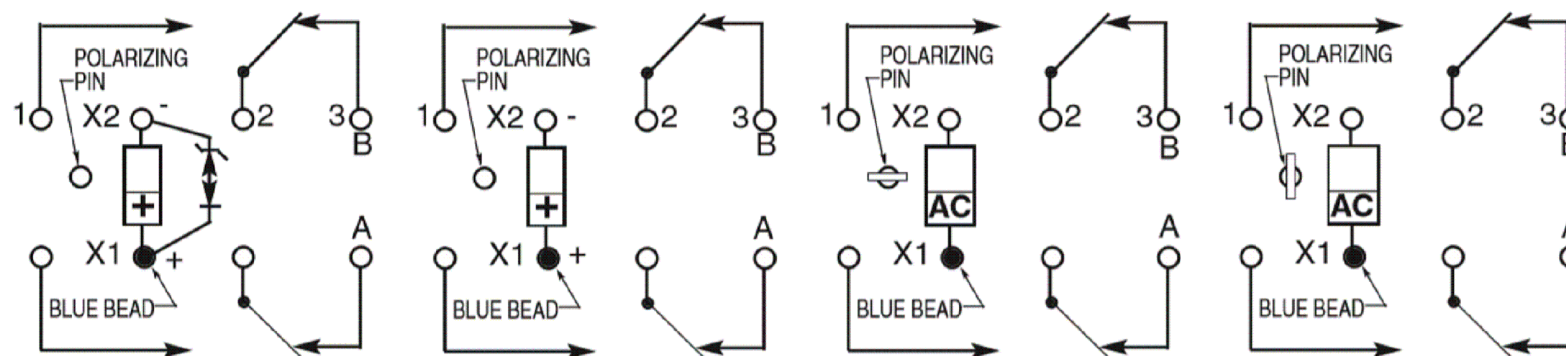 POLARIZING
PIN
1 X2 - 2 3
B
+
A
X1 +
BLUE BEAD
POLARIZING
PIN
1 X2 - 2 3
B
+
A
X1 +
BLUE BEAD
POLARIZING
PIN
1 X2 2 3
B
AC
A
X1
BLUE BEAD
POLARIZING
PIN
1 X2 2 3
AC
X1
BLUE BEAD